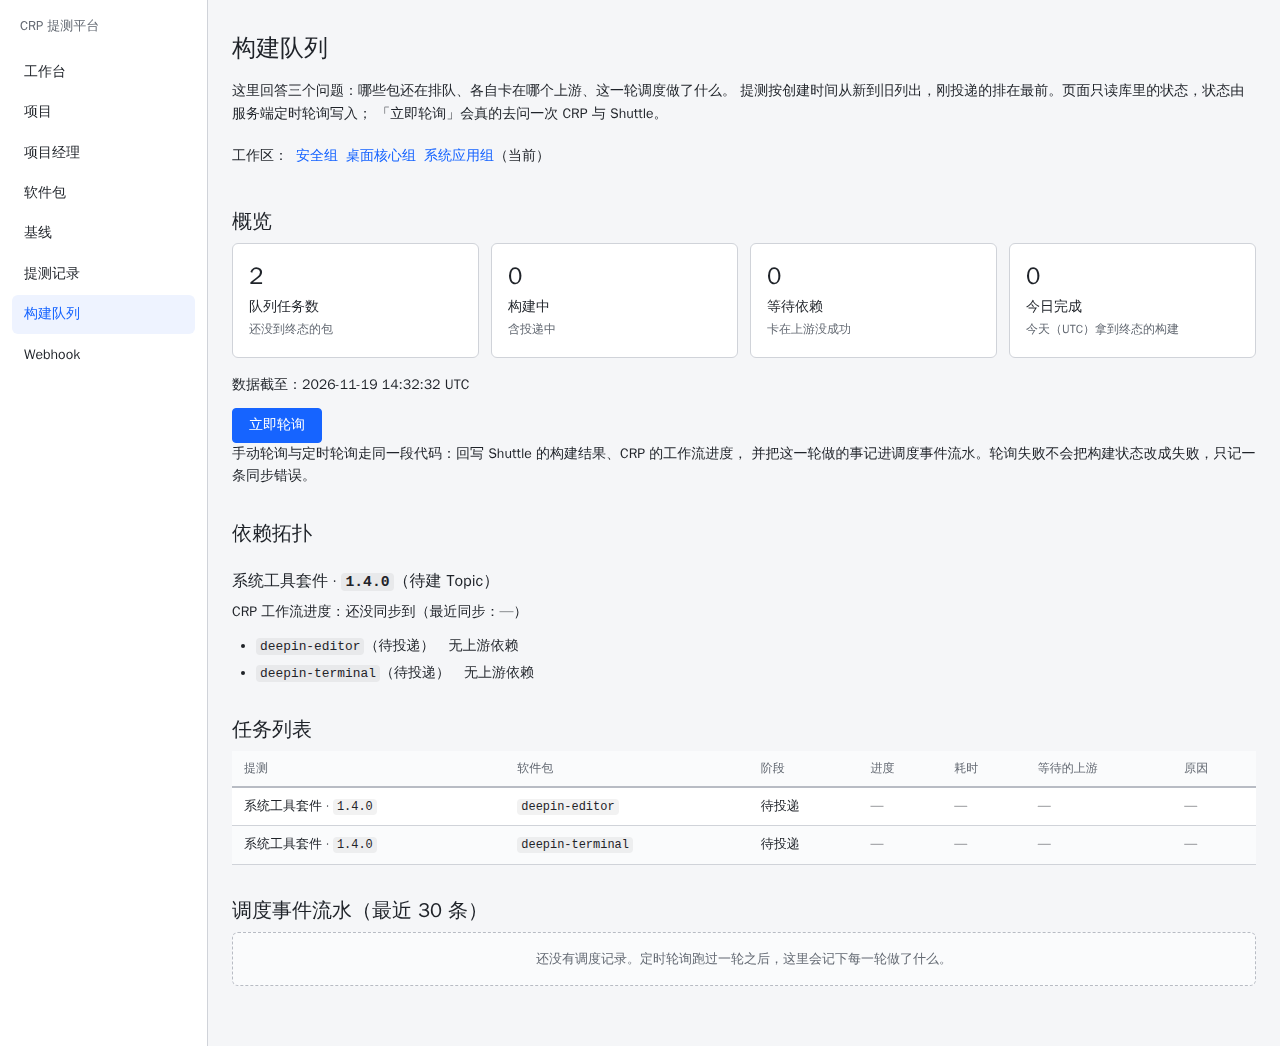 CRP 提测平台
工作台
项目
项目经理
软件包
基线
提测记录
构建队列
Webhook
构建队列
这里回答三个问题：哪些包还在排队、各自卡在哪个上游、这一轮调度做了什么。 提测按创建时间从新到旧列出，刚投递的排在最前。页面只读库里的状态，状态由
服务端定时轮询写入； 「立即轮询」会真的去问一次 CRP 与 Shuttle。
工作区： 安全组 桌面核心组 系统应用组（当前）
概览
2
队列任务数
还没到终态的包
0
构建中
含投递中
0
等待依赖
卡在上游没成功
0
今日完成
今天（UTC）拿到终态的构建
数据截至：2026-11-19 14:32:32 UTC
立即轮询
手动轮询与定时轮询走同一段代码：回写 Shuttle 的构建结果、CRP 的工作流进度， 并把这一轮做的事记进调度事件流水。轮询失败不会把构建状态改成失败，只记一
条同步错误。
依赖拓扑
系统工具套件 · 1.4.0（待建 Topic）
CRP 工作流进度：还没同步到（最近同步：—）
• deepin-editor（待投递） 无上游依赖
• deepin-terminal（待投递） 无上游依赖
任务列表
提测 软件包 阶段 进度 耗时 等待的上游 原因
系统工具套件 · 1.4.0 deepin-editor 待投递 — — — —
系统工具套件 · 1.4.0 deepin-terminal 待投递 — — — —
调度事件流水（最近 30 条）
还没有调度记录。定时轮询跑过一轮之后，这里会记下每一轮做了什么。